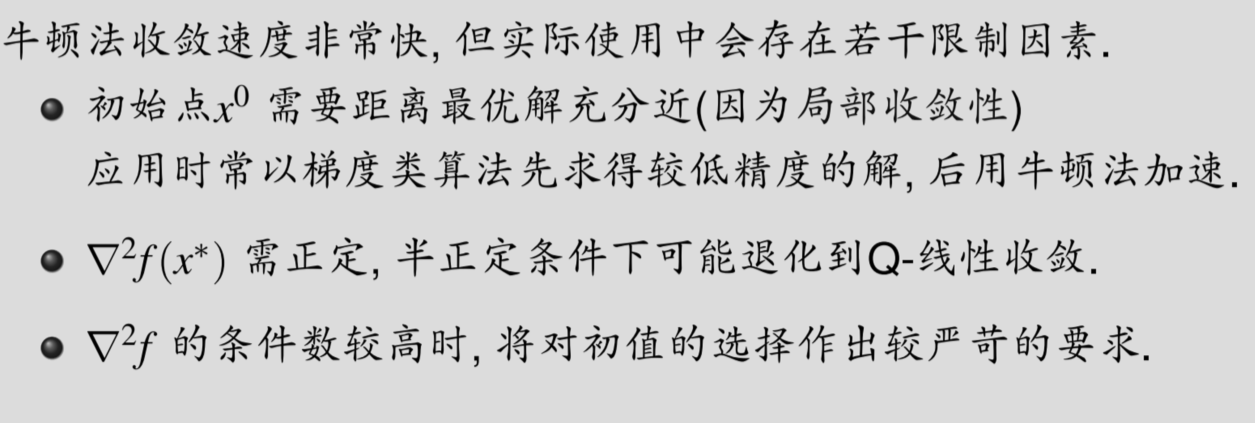 牛顿法收敛速度非常快, 但实际使用中会存在若干限制因素.
● 初始点x⁰ 需要距离最优解充分近(因为局部收敛性)
应用时常以梯度类算法先求得较低精度的解, 后用牛顿法加速.
● ∇²f(x*) 需正定, 半正定条件下可能退化到Q-线性收敛.
● ∇²f 的条件数较高时, 将对初值的选择作出较严苛的要求.